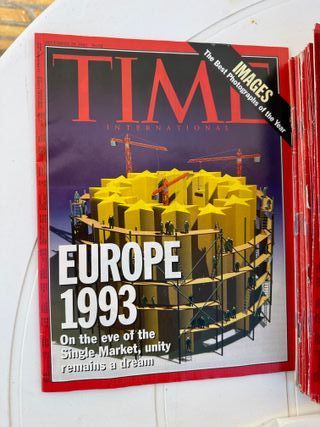 TIME
INTERNATIONAL
IMAGES
The Best Photographs of the Year
EUROPE
1993
On the eve of the
Single Market, unity
remains a dream